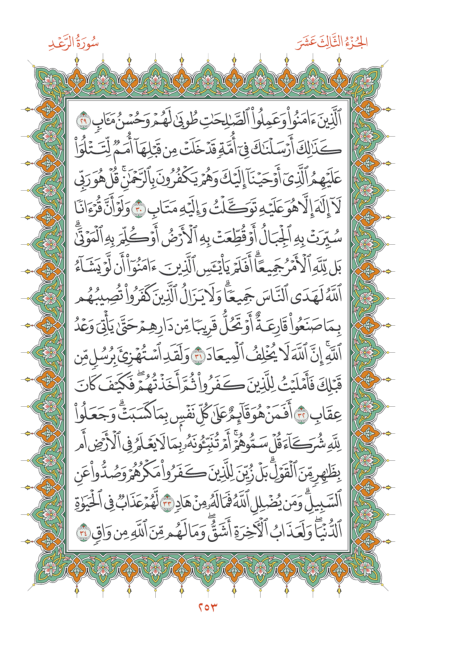 الجُزْءُ الثَّالِثَ عَشَرَ
سُورَةُ الرَّعْدِ
ٱلَّذِينَ ءَامَنُواْ وَعَمِلُواْ ٱلصَّٰلِحَٰتِ طُوبَىٰ لَهُمۡ وَحُسۡنُ مَـَٔابٖ ٢٩
كَذَٰلِكَ أَرۡسَلۡنَٰكَ فِيٓ أُمَّةٖ قَدۡ خَلَتۡ مِن قَبۡلِهَآ أُمَمٞ لِّتَتۡلُوَاْ
عَلَيۡهِمُ ٱلَّذِيٓ أَوۡحَيۡنَآ إِلَيۡكَ وَهُمۡ يَكۡفُرُونَ بِٱلرَّحۡمَٰنِۚ قُلۡ هُوَ رَبِّي
لَآ إِلَٰهَ إِلَّا هُوَ عَلَيۡهِ تَوَكَّلۡتُ وَإِلَيۡهِ مَتَابِ ٣٠ وَلَوۡ أَنَّ قُرۡءَانٗا
سُيِّرَتۡ بِهِ ٱلۡجِبَالُ أَوۡ قُطِّعَتۡ بِهِ ٱلۡأَرۡضُ أَوۡ كُلِّمَ بِهِ ٱلۡمَوۡتَىٰۗ
بَل لِّلَّهِ ٱلۡأَمۡرُ جَمِيعًاۗ أَفَلَمۡ يَاْيۡـَٔسِ ٱلَّذِينَ ءَامَنُوٓاْ أَن لَّوۡ يَشَآءُ
ٱللَّهُ لَهَدَى ٱلنَّاسَ جَمِيعٗاۗ وَلَا يَزَالُ ٱلَّذِينَ كَفَرُواْ تُصِيبُهُم
بِمَا صَنَعُواْ قَارِعَةٌ أَوۡ تَحُلُّ قَرِيبٗا مِّن دَارِهِمۡ حَتَّىٰ يَأۡتِيَ وَعۡدُ
ٱللَّهِۚ إِنَّ ٱللَّهَ لَا يُخۡلِفُ ٱلۡمِيعَادَ ٣١ وَلَقَدِ ٱسۡتُهۡزِئَ بِرُسُلٖ مِّن
قَبۡلِكَ فَأَمۡلَيۡتُ لِلَّذِينَ كَفَرُواْ ثُمَّ أَخَذۡتُهُمۡۖ فَكَيۡفَ كَانَ
عِقَابِ ٣٢ أَفَمَنۡ هُوَ قَآئِمٌ عَلَىٰ كُلِّ نَفۡسِۭ بِمَا كَسَبَتۡۗ وَجَعَلُواْ
لِلَّهِ شُرَكَآءَ قُلۡ سَمُّوهُمۡۚ أَمۡ تُنَبِّـُٔونَهُۥ بِمَا لَا يَعۡلَمُ فِي ٱلۡأَرۡضِ أَم
بِظَٰهِرٖ مِّنَ ٱلۡقَوۡلِۗ بَلۡ زُيِّنَ لِلَّذِينَ كَفَرُواْ مَكۡرُهُمۡ وَصُدُّواْ عَنِ
ٱلسَّبِيلِۗ وَمَن يُضۡلِلِ ٱللَّهُ فَمَا لَهُۥ مِنۡ هَادٖ ٣٣ لَّهُمۡ عَذَابٞ فِي ٱلۡحَيَوٰةِ
ٱلدُّنۡيَاۖ وَلَعَذَابُ ٱلۡأٓخِرَةِ أَشَقُّۖ وَمَا لَهُم مِّنَ ٱللَّهِ مِن وَاقٖ ٣٤
٢٥٣